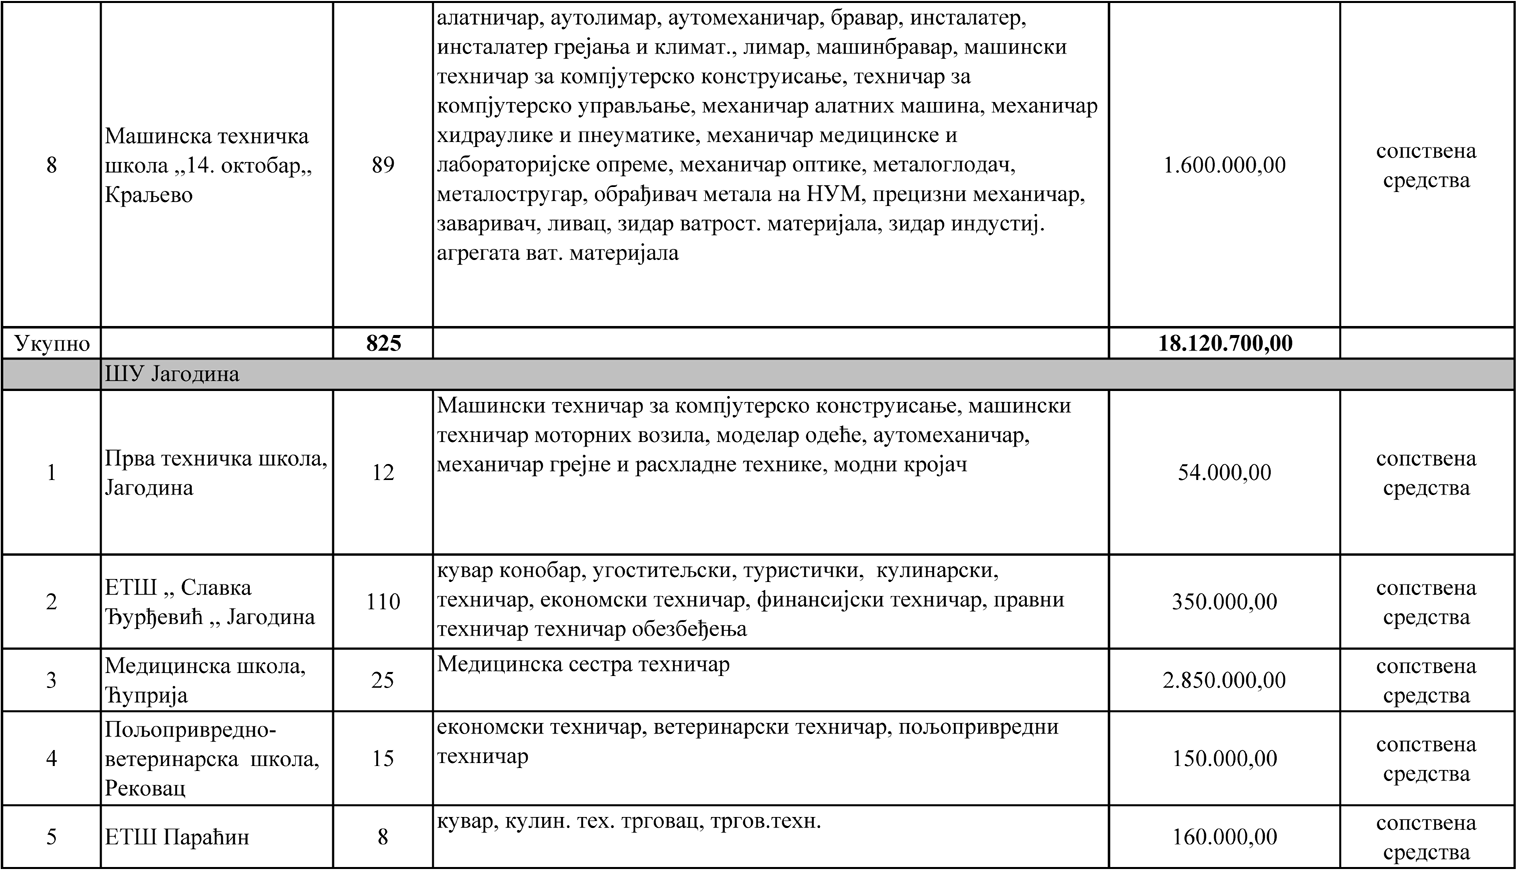 8
Машинска техничка
школа ,,14. октобар,,
Краљево
89
алатничар, аутолимар, аутомеханичар, бравар, инсталатер,
инсталатер грејања и климат., лимар, машинбравар, машински
техничар за компјутерско конструисање, техничар за
компјутерско управљање, механичар алатних машина, механичар
хидраулике и пнеуматике, механичар медицинске и
лабораторијске опреме, механичар оптике, металоглодач,
металостругар, обрађивач метала на НУМ, прецизни механичар,
заваривач, ливац, зидар ватрост. материјала, зидар индустиј.
агрегата ват. материјала
1.600.000,00
сопствена
средства
Укупно 825 18.120.700,00
ШУ Јагодина
1
Прва техничка школа,
Јагодина
12
Машински техничар за компјутерско конструисање, машински
техничар моторних возила, моделар одеће, аутомеханичар,
механичар грејне и расхладне технике, модни кројач
54.000,00
сопствена
средства
2
ЕТШ ,, Славка
Ђурђевић ,, Јагодина
110
кувар конобар, угоститељски, туристички,  кулинарски,
техничар, економски техничар, финансијски техничар, правни
техничар техничар обезбеђења
350.000,00
сопствена
средства
3
Медицинска школа,
Ћуприја
25
Медицинска сестра техничар
2.850.000,00
сопствена
средства
4
Пољопривредно-
ветеринарска  школа,
Рековац
15
економски техничар, ветеринарски техничар, пољопривредни
техничар
150.000,00
сопствена
средства
5
ЕТШ Параћин
8
кувар, кулин. тех. трговац, тргов.техн.
160.000,00
сопствена
средства